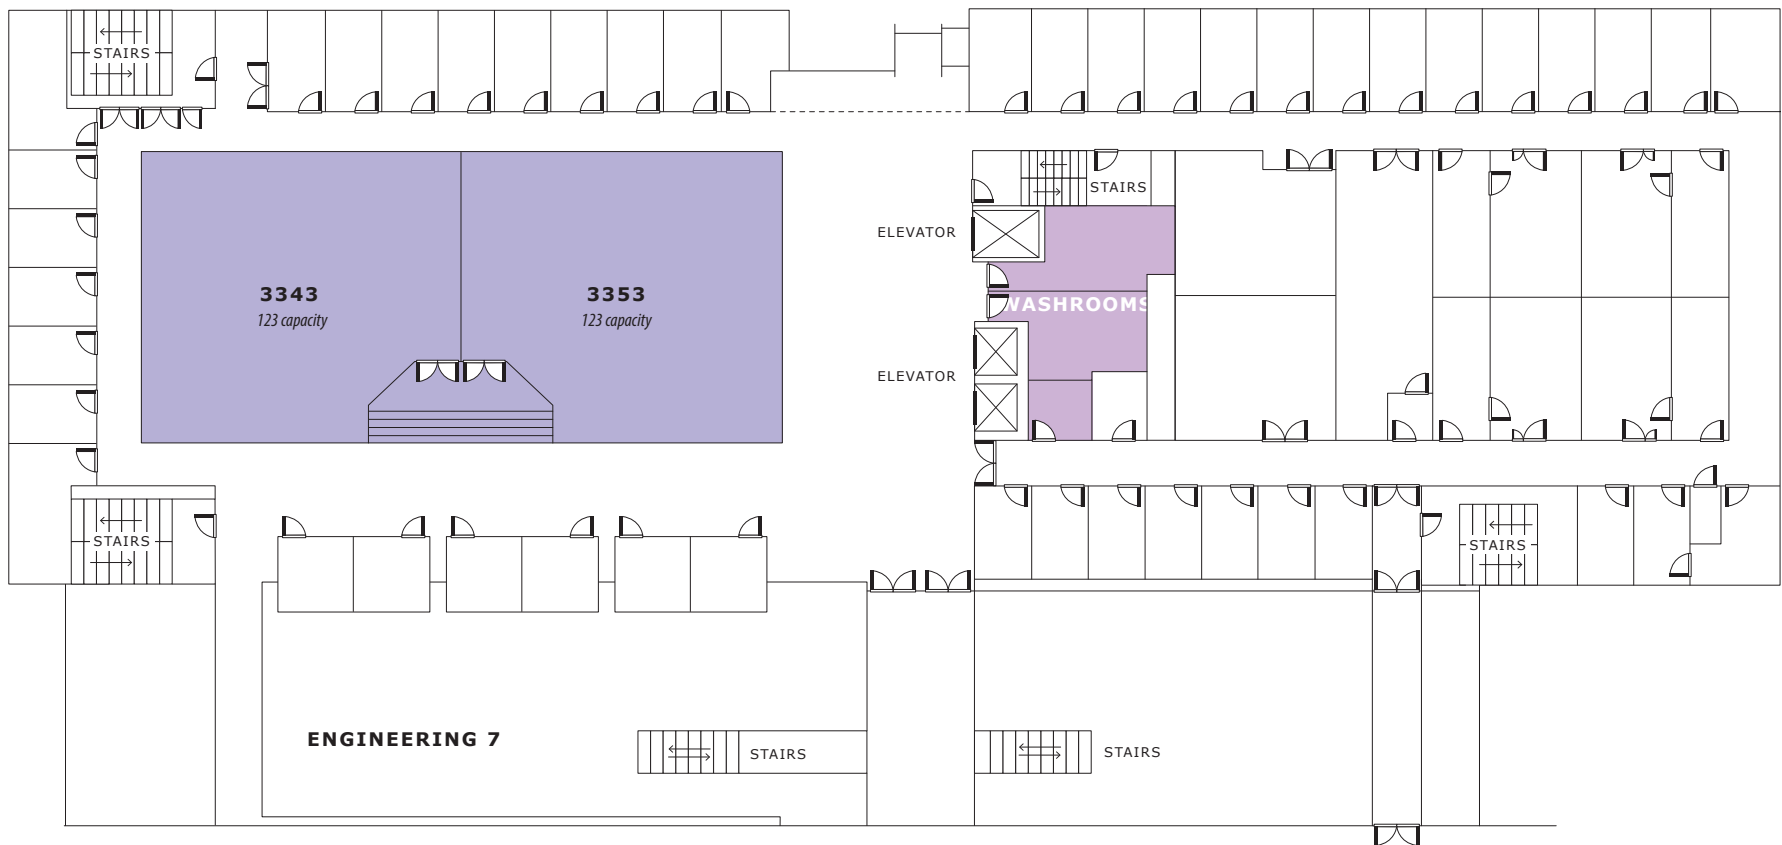 STAIRS
STAIRS
ELEVATOR
3343
123 capacity
3353
123 capacity
WASHROOMS
ELEVATOR
STAIRS
STAIRS
ENGINEERING 7
STAIRS
STAIRS